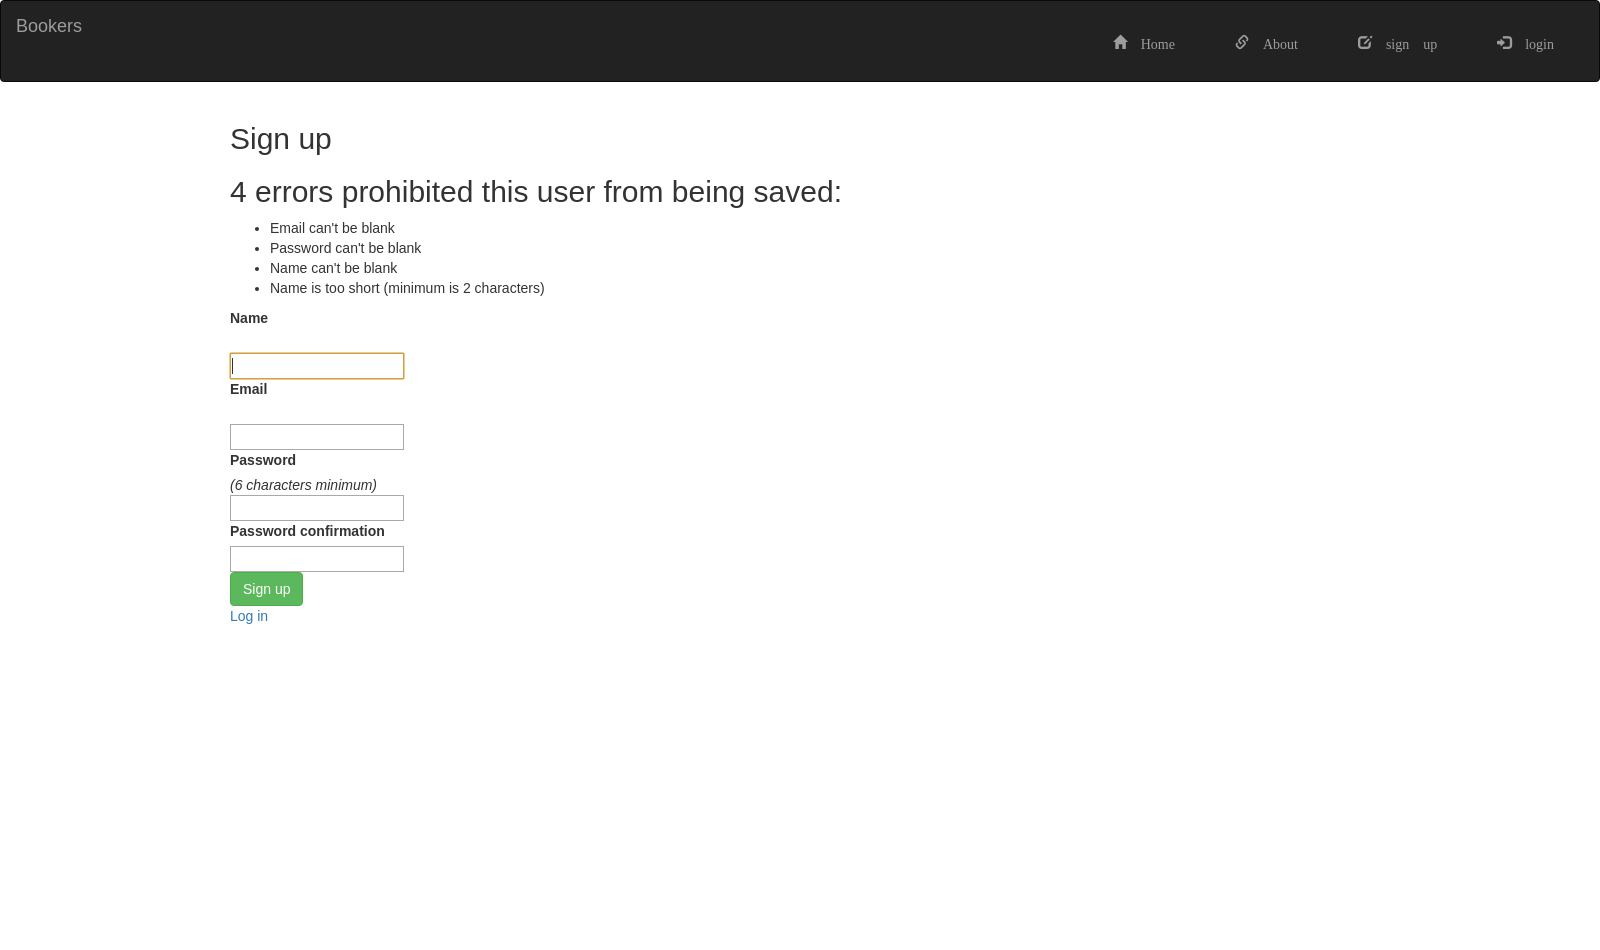 Bookers
Home
About
sign up
login
Sign up
4 errors prohibited this user from being saved:
Email can't be blank
Password can't be blank
Name can't be blank
Name is too short (minimum is 2 characters)
Name
Email
Password
(6 characters minimum)
Password confirmation
Sign up
Log in